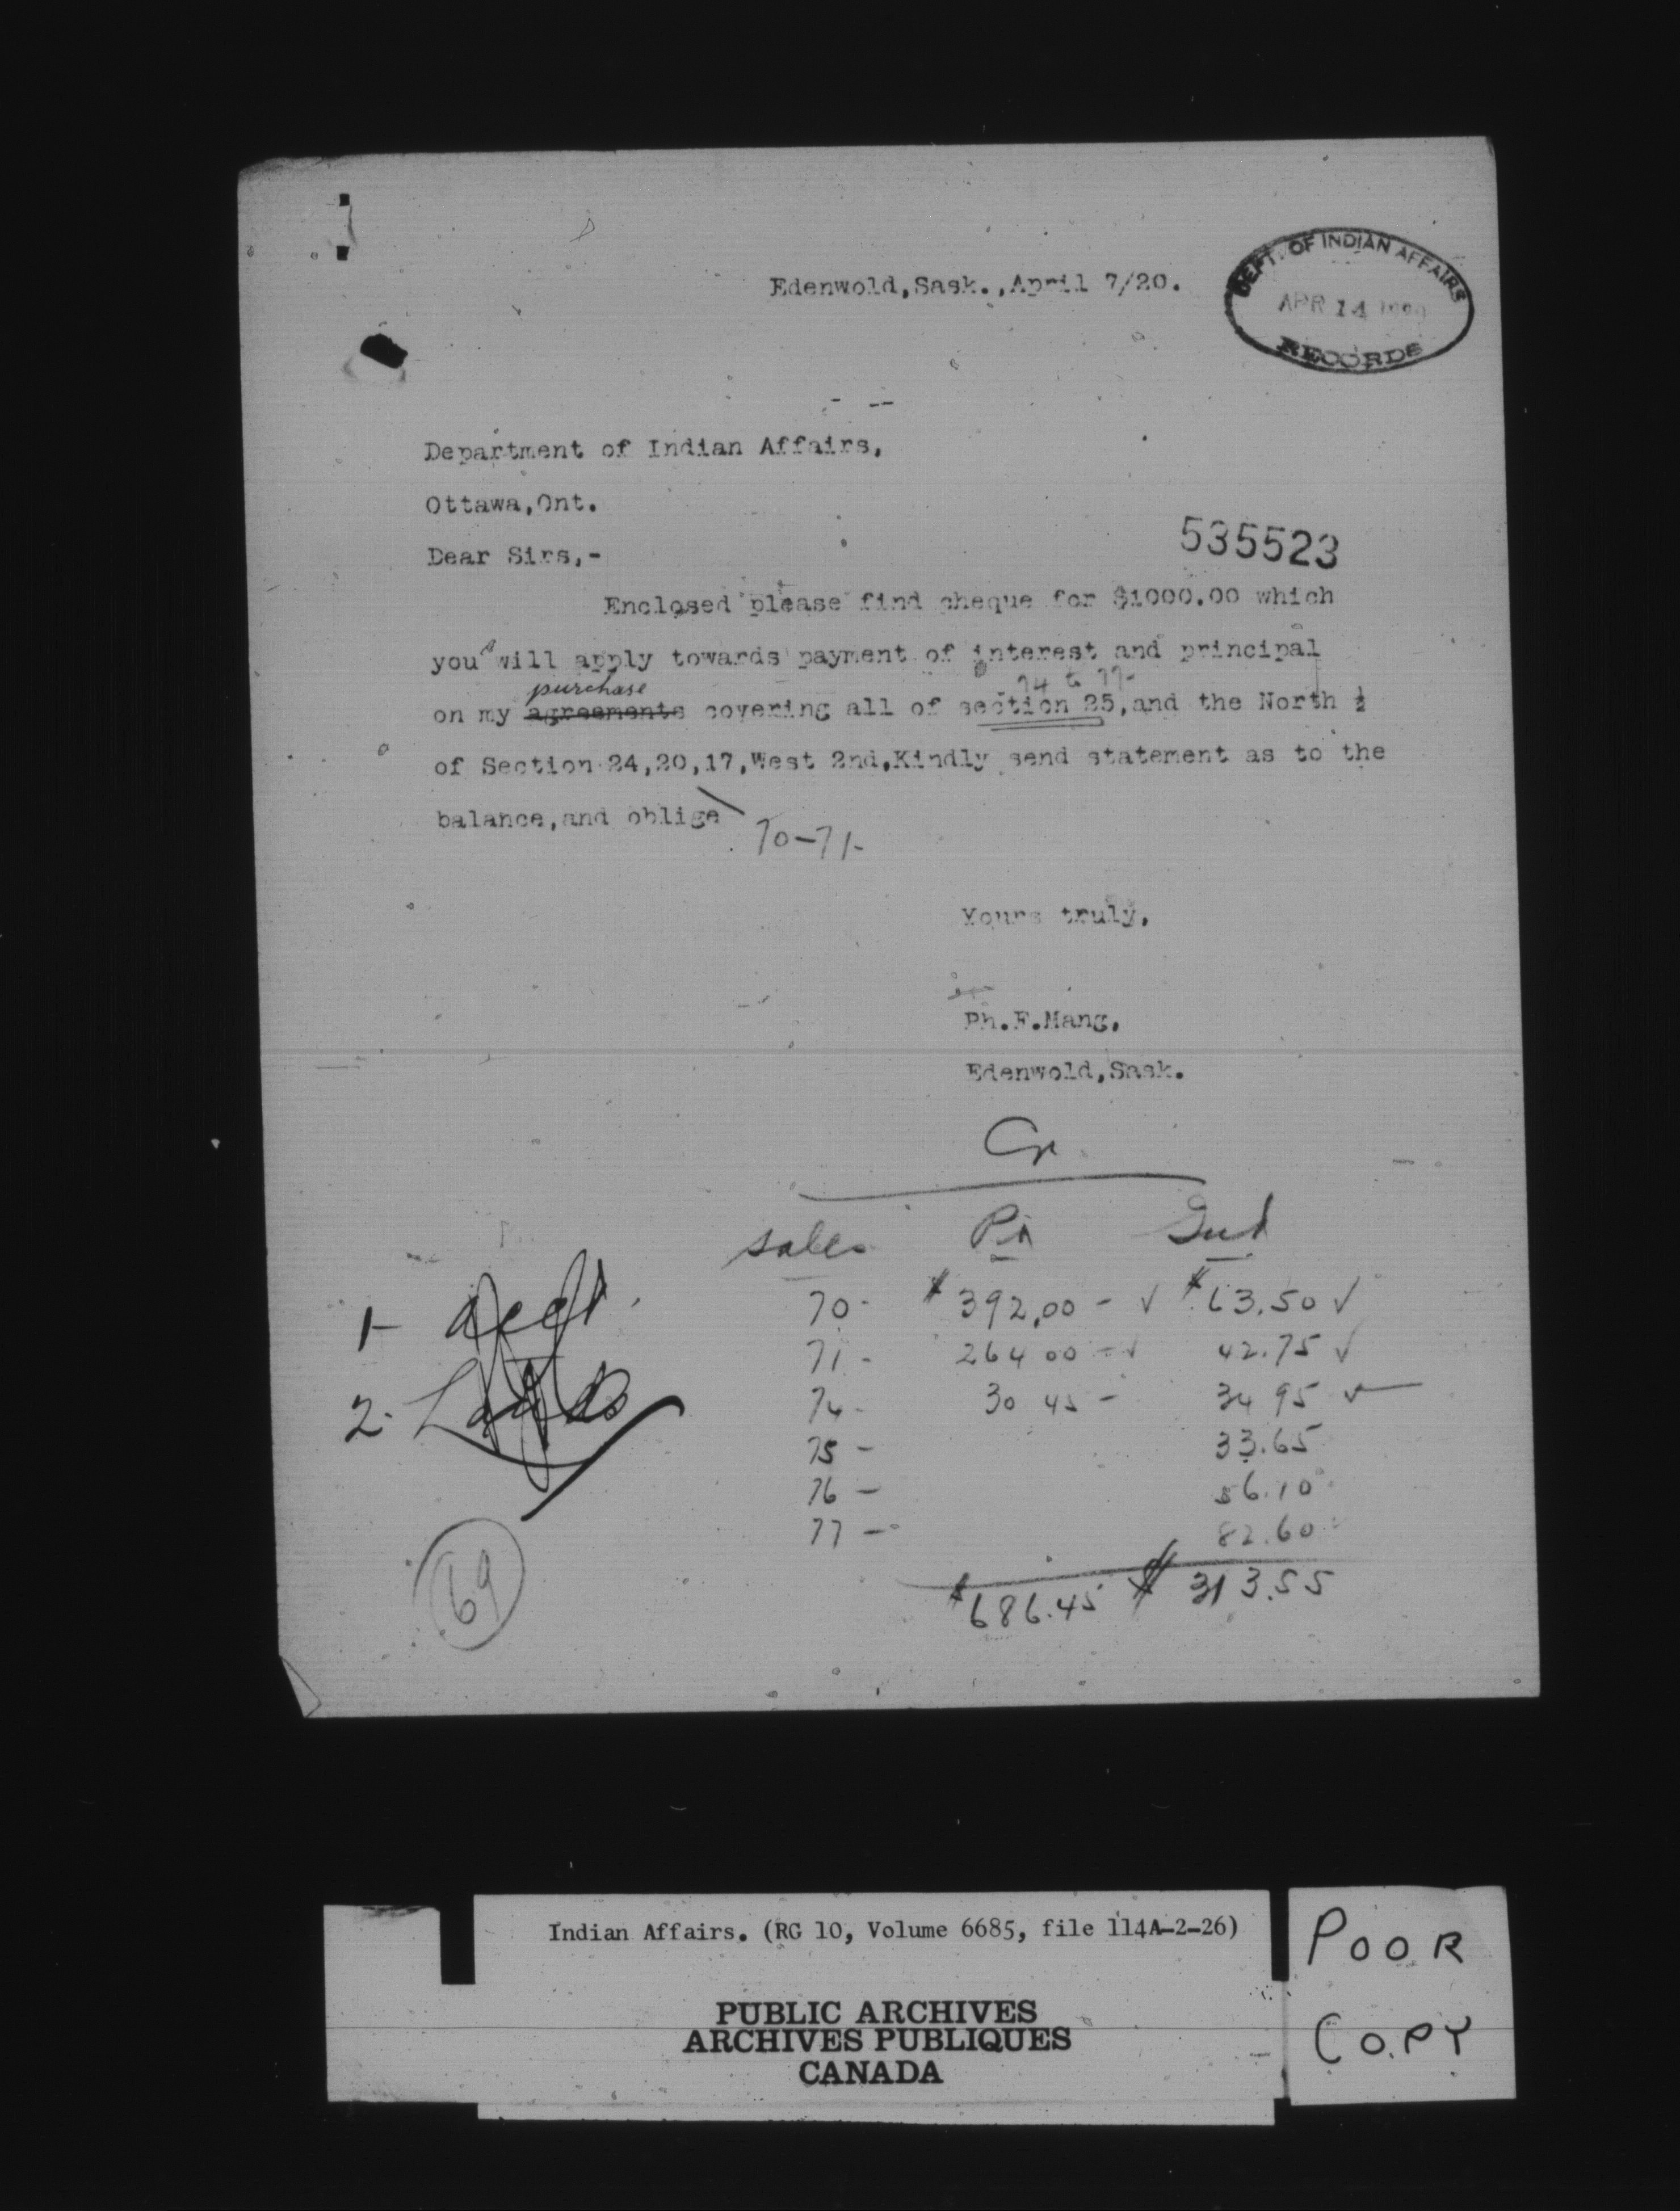 Edenwold,Sask.,April 7/20.
DEPT. OF INDIAN AFFAIRS
APR 14 1920
RECORDS
Department of Indian Affairs,
Ottawa,Ont.
535523
Dear Sirs,-
Enclosed please find cheque for $1000.00 which
you will apply towards payment of interest and principal
purchase 74 to 77-
on my agreements covering all of section 25,and the North ½
of Section 24,20,17,West 2nd,Kindly send statement as to the
balance,and oblige
70-71-
Yours truly,
Ph.F.Mang,
Edenwold,Sask.
Cr
sales Pr Int
70- $392.00- ✓ $63.50 ✓
71- 264 00 - ✓ 42.75 ✓
74- 30 45 - 34 95 ✓
75- 33.65
76- 56.10
77- 82.60
$686.45 $313.55
1- Acct.
2- Lands
69
Indian Affairs. (RG 10, Volume 6685, file 114A-2-26)
PUBLIC ARCHIVES
ARCHIVES PUBLIQUES
CANADA
POOR
COPY